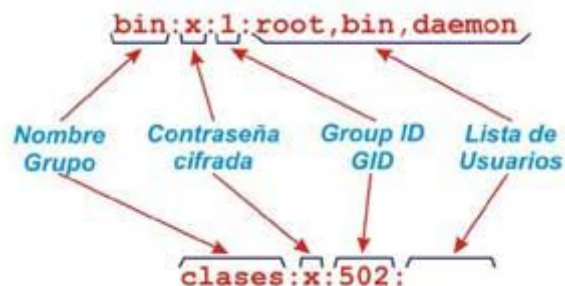 bin:x:1:root,bin,daemon
Nombre Grupo
Contraseña cifrada
Group ID GID
Lista de Usuarios
clases:x:502: